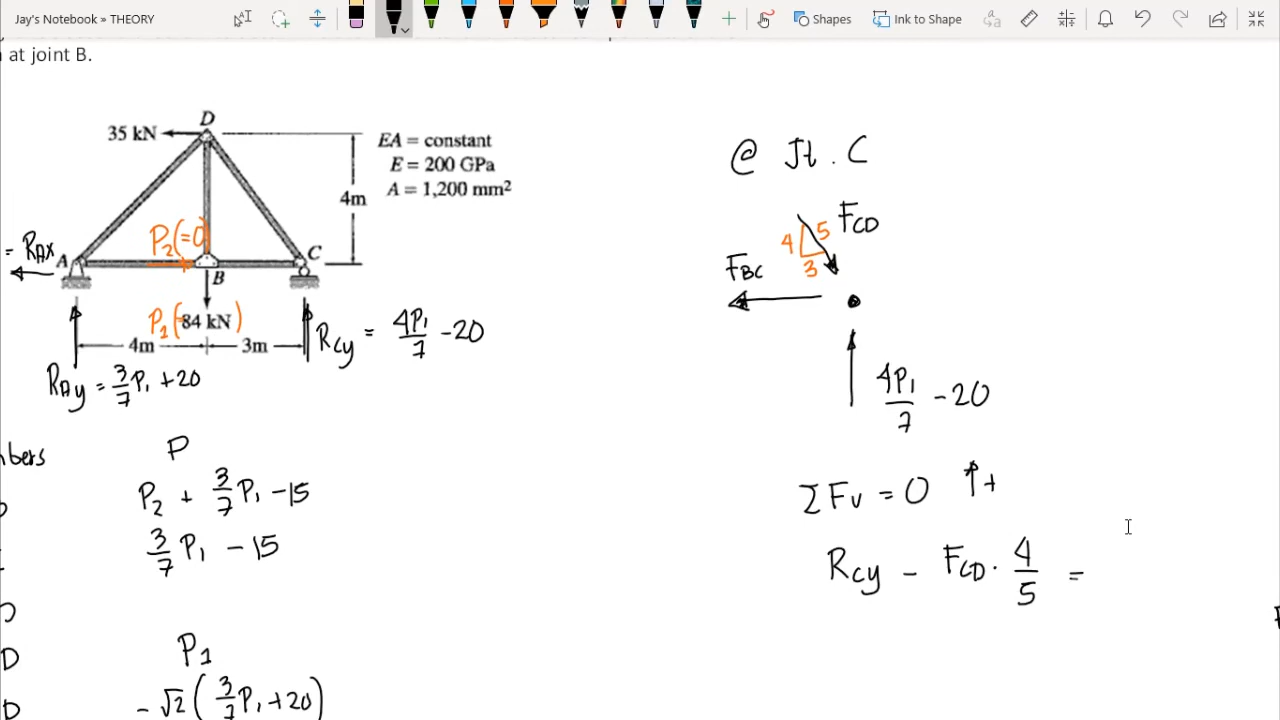 Jay's Notebook » THEORY
Shapes
Ink to Shape
at joint B.
D
35 kN
EA = constant
E = 200 GPa
A = 1,200 mm²
4m
@ Jt. C
FCD
4 5
3
FBC
= RAX
P2(=0)
A
C
B
P1(=84 kN)
4m
3m
RAy = 3/7 P1 + 20
RCy = 4P1/7 - 20
4P1/7 - 20
P
P2 + 3/7 P1 - 15
3/7 P1 - 15
ΣFv = 0 ↑+
RCy - FCD · 4/5 =
D
P1
D
- √2 (3/7 P1 + 20)